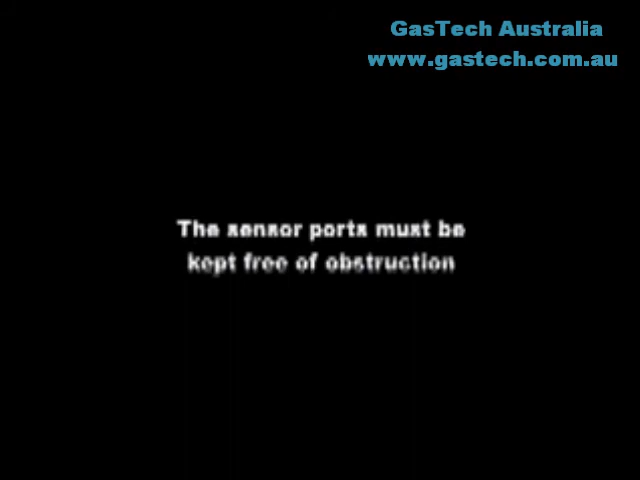 GasTech Australia
www.gastech.com.au
The sensor ports must be
kept free of obstruction